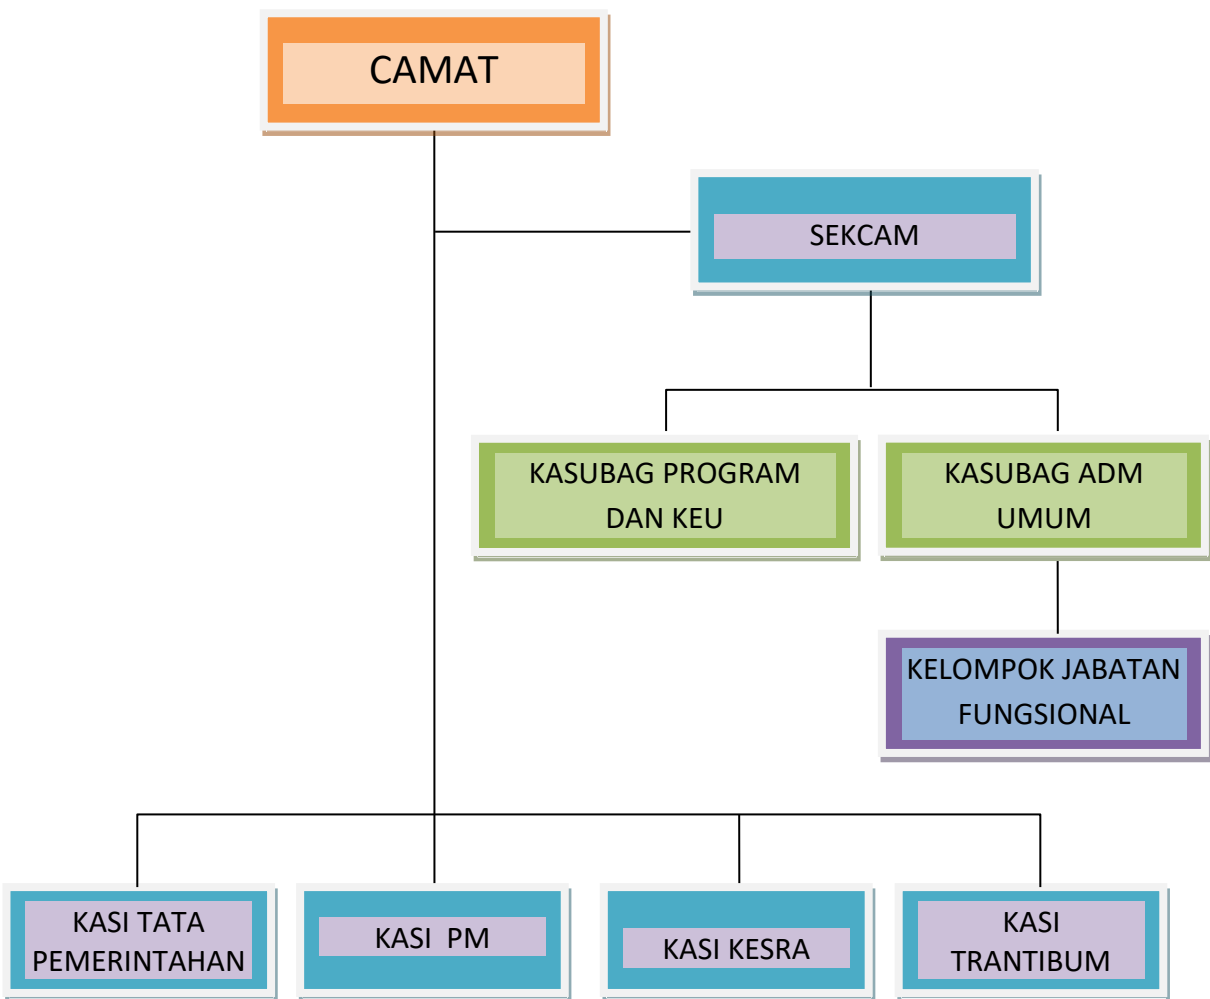 CAMAT
SEKCAM
KASUBAG PROGRAM
DAN KEU
KASUBAG ADM
UMUM
KELOMPOK JABATAN
FUNGSIONAL
KASI TATA
PEMERINTAHAN
KASI  PM
KASI KESRA
KASI
TRANTIBUM